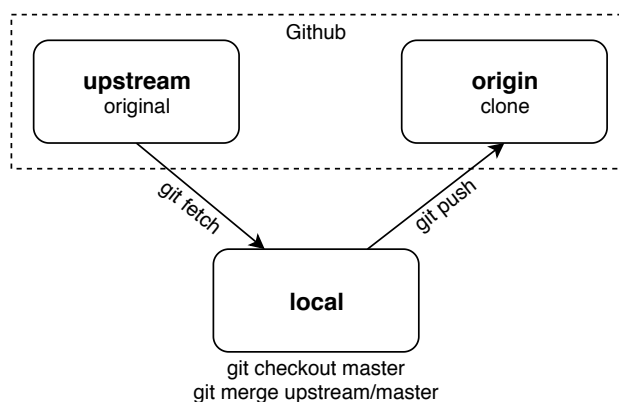 Github
upstream
original
origin
clone
git fetch
git push
local
git checkout master
git merge upstream/master